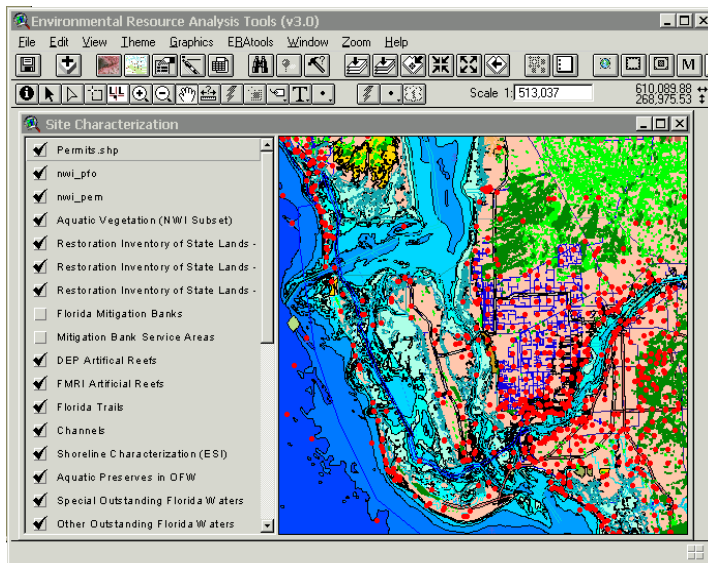 Environmental Resource Analysis Tools (v3.0)
File Edit View Theme Graphics EBAtools Window Zoom Help
M
Scale 1: 513,037
610,089.88
268,975.53
Site Characterization
Permits.shp
nwi_pfo
nwi_pem
Aquatic Vegetation (NWI Subset)
Restoration Inventory of State Lands -
Restoration Inventory of State Lands -
Restoration Inventory of State Lands -
Florida Mitigation Banks
Mitigation Bank Service Areas
DEP Artifical Reefs
FMRI Artificial Reefs
Florida Trails
Channels
Shoreline Characterization (ESI)
Aquatic Preserves in OFW
Special Outstanding Florida Waters
Other Outstanding Florida Waters